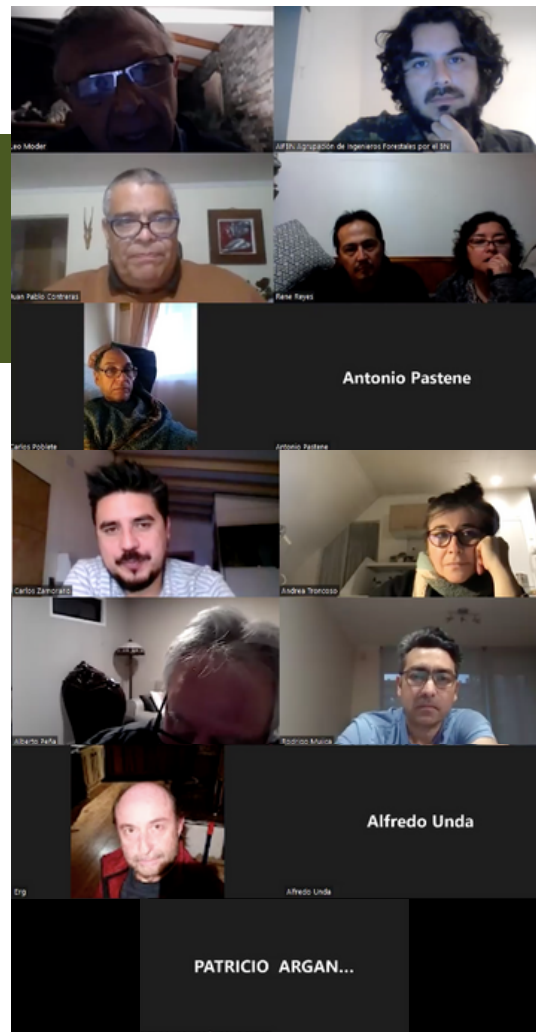 Leo Moder
AIFBN Agrupación de Ingenieros Forestales por el BN
Juan Pablo Contreras
Rene Reyes
Carlos Poblete
Antonio Pastene
Antonio Pastene
Carlos Zamorano
Andrea Troncoso
Alberto Peña
Rodrigo Mujica
Erg
Alfredo Unda
Alfredo Unda
PATRICIO ARGAN...